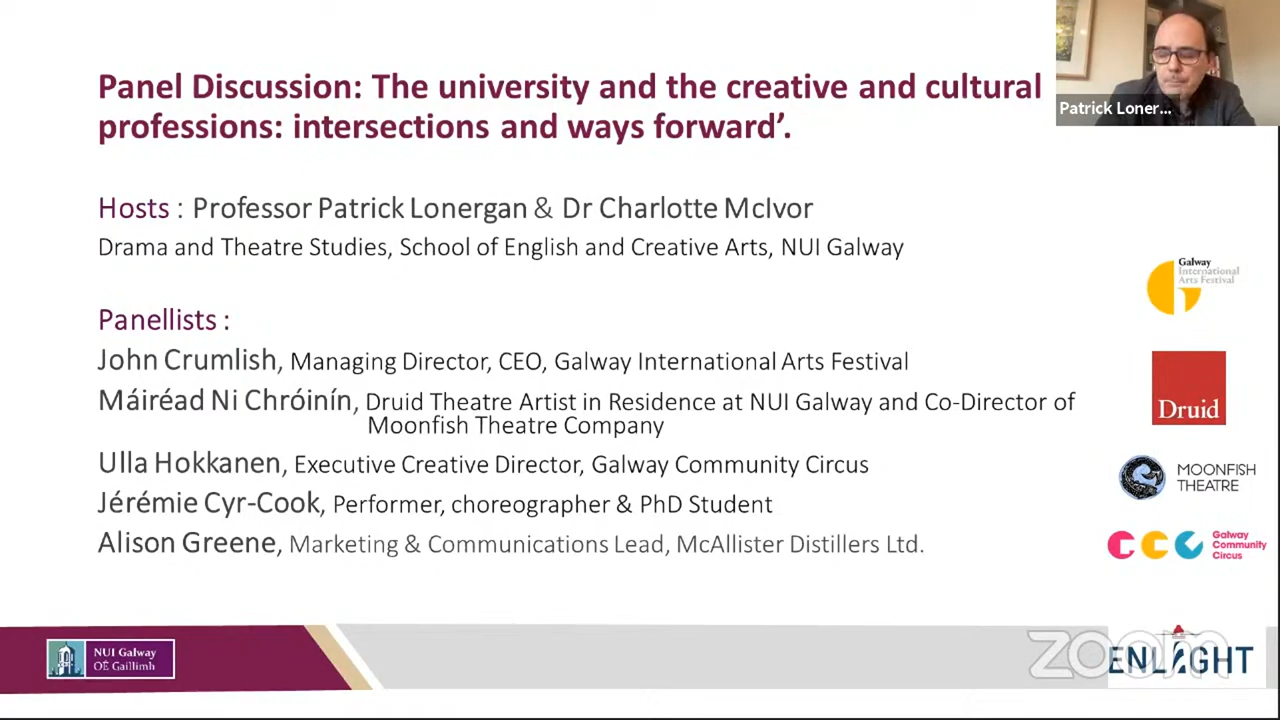 Panel Discussion: The university and the creative and cultural
professions: intersections and ways forward’.
Patrick Loner...
Hosts : Professor Patrick Lonergan & Dr Charlotte McIvor
Drama and Theatre Studies, School of English and Creative Arts, NUI Galway
Galway
International
Arts Festival
Panellists :
John Crumlish, Managing Director, CEO, Galway International Arts Festival
Máiréad Ni Chróinín, Druid Theatre Artist in Residence at NUI Galway and Co-Director of
Moonfish Theatre Company
Druid
Ulla Hokkanen, Executive Creative Director, Galway Community Circus
MOONFISH
THEATRE
Jérémie Cyr-Cook, Performer, choreographer & PhD Student
Alison Greene, Marketing & Communications Lead, McAllister Distillers Ltd.
Galway
Community
Circus
NUI Galway
OÉ Gaillimh
zoom
ENLIGHT